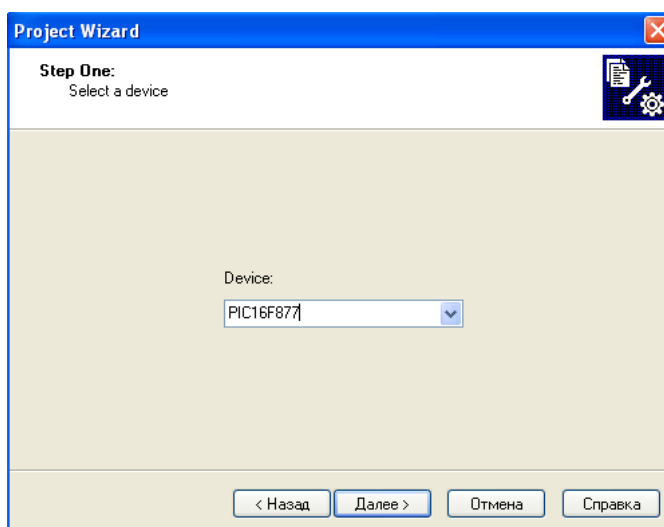 Project Wizard
Step One:
Select a device
Device:
PIC16F877
< Назад
Далее >
Отмена
Справка